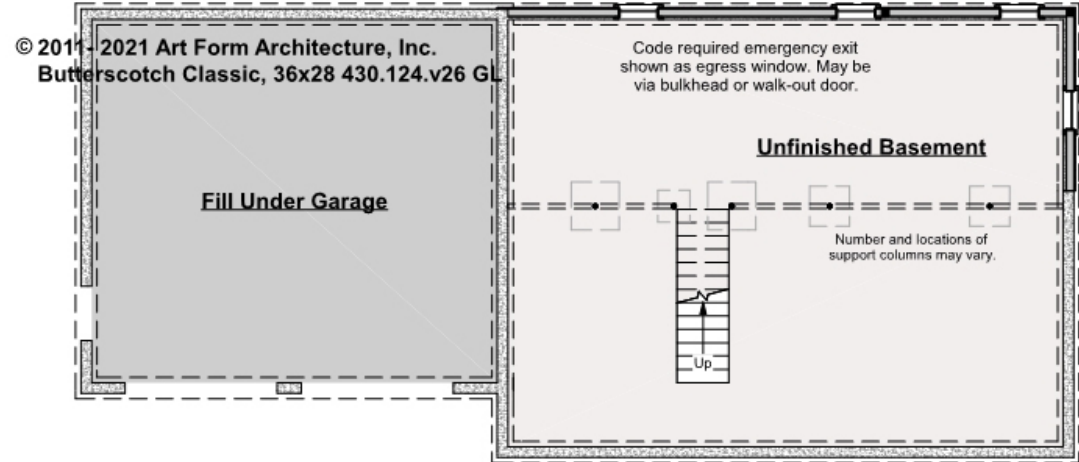 © 2011- 2021 Art Form Architecture, Inc.
Butterscotch Classic, 36x28 430.124.v26 GL
Code required emergency exit
shown as egress window. May be
via bulkhead or walk-out door.
Unfinished Basement
Fill Under Garage
Number and locations of
support columns may vary.
Up